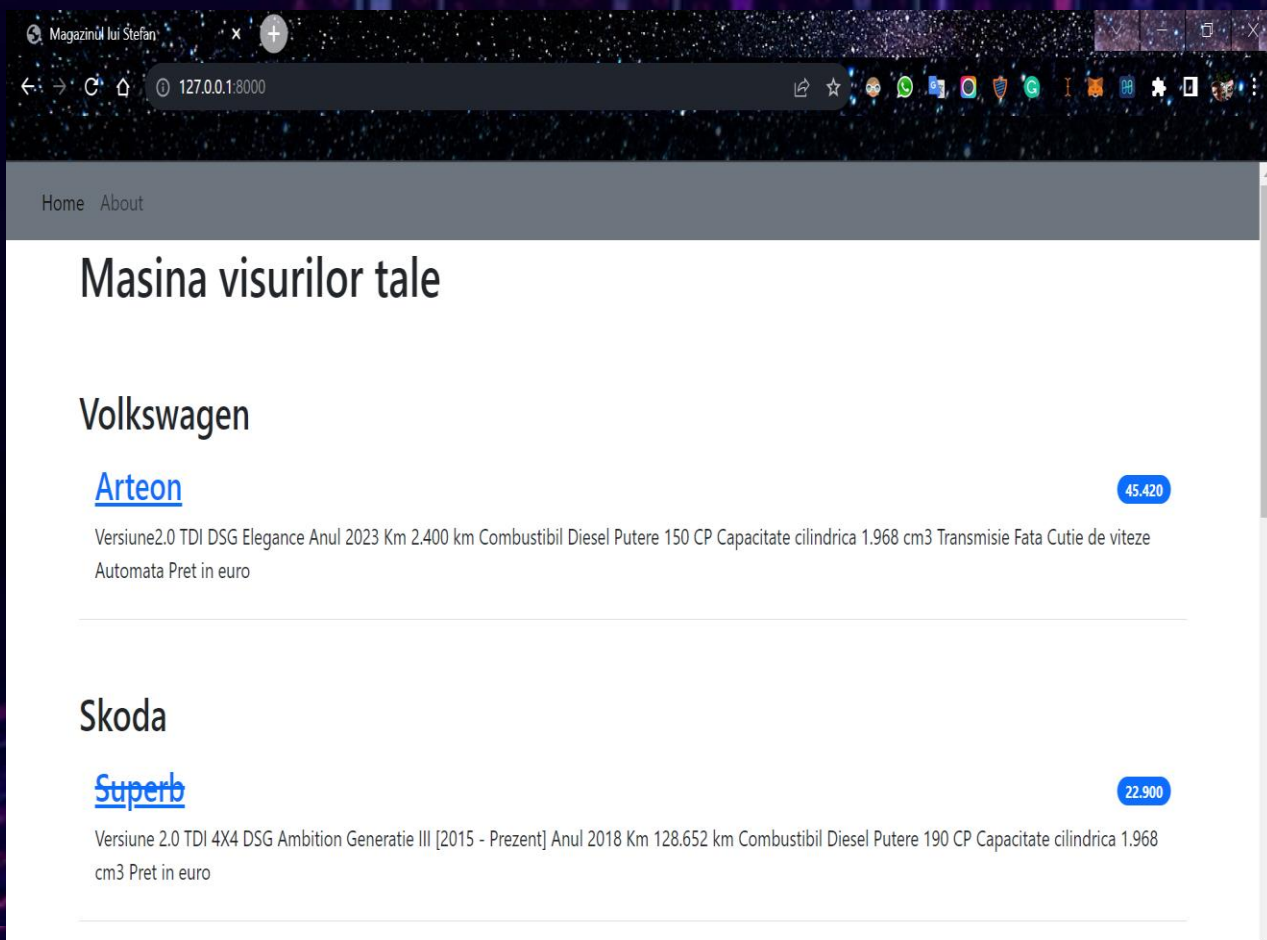 Magazinul lui Stefan
127.0.0.1:8000
Home About
Masina visurilor tale
Volkswagen
Arteon 45.420
Versiune2.0 TDI DSG Elegance Anul 2023 Km 2.400 km Combustibil Diesel Putere 150 CP Capacitate cilindrica 1.968 cm3 Transmisie Fata Cutie de viteze
Automata Pret in euro
Skoda
Superb 22.900
Versiune 2.0 TDI 4X4 DSG Ambition Generatie III [2015 - Prezent] Anul 2018 Km 128.652 km Combustibil Diesel Putere 190 CP Capacitate cilindrica 1.968
cm3 Pret in euro